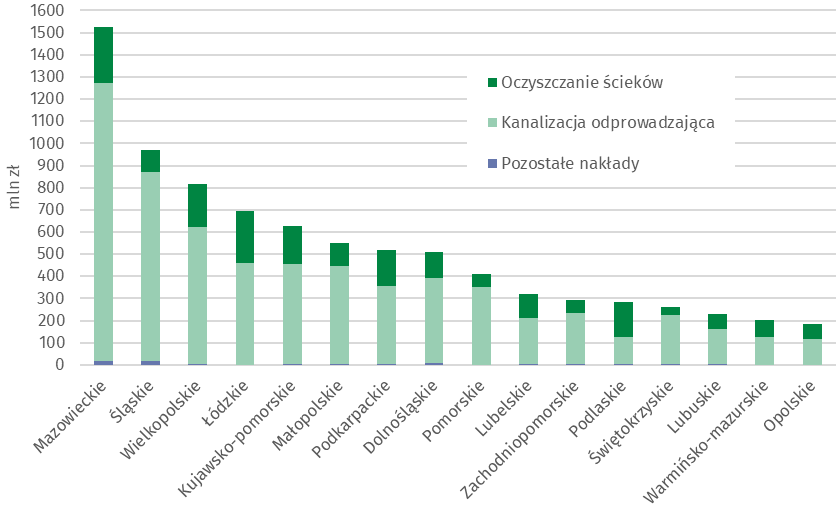 1600
1500
1400
1300
1200
1100
1000
900
800
700
600
500
400
300
200
100
0
mln zł
Oczyszczanie ścieków
Kanalizacja odprowadzająca
Pozostałe nakłady
Mazowieckie
Śląskie
Wielkopolskie
Łódzkie
Kujawsko-pomorskie
Małopolskie
Podkarpackie
Dolnośląskie
Pomorskie
Lubelskie
Zachodniopomorskie
Podlaskie
Świętokrzyskie
Lubuskie
Warmińsko-mazurskie
Opolskie